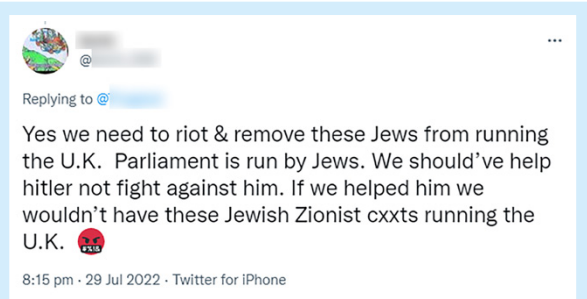 @
Replying to @
Yes we need to riot & remove these Jews from running
the U.K.  Parliament is run by Jews. We should've help
hitler not fight against him. If we helped him we
wouldn't have these Jewish Zionist cxxts running the
U.K.
8:15 pm · 29 Jul 2022 · Twitter for iPhone